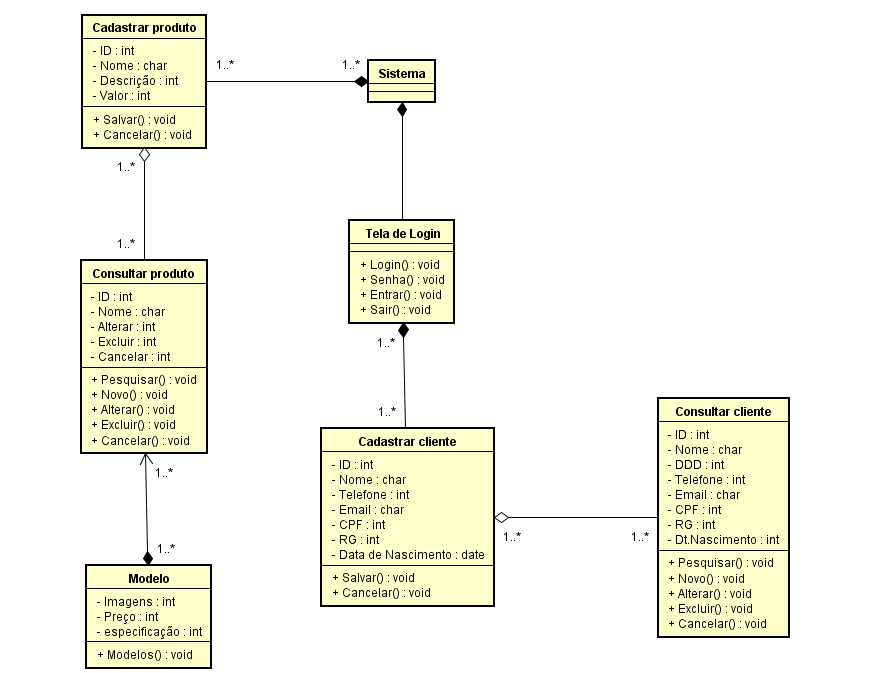 Cadastrar produto
- ID : int
- Nome : char
- Descrição : int
- Valor : int
+ Salvar() : void
+ Cancelar() : void
1..*
1..*
Sistema
1..*
1..*
Consultar produto
- ID : int
- Nome : char
- Alterar : int
- Excluir : int
- Cancelar : int
+ Pesquisar() : void
+ Novo() : void
+ Alterar() : void
+ Excluir() : void
+ Cancelar() : void
1..*
1..*
Modelo
- Imagens : int
- Preço : int
- especificação : int
+ Modelos() : void
Tela de Login
+ Login() : void
+ Senha() : void
+ Entrar() : void
+ Sair() : void
1..*
1..*
Cadastrar cliente
- ID : int
- Nome : char
- Telefone : int
- Email : char
- CPF : int
- RG : int
- Data de Nascimento : date
+ Salvar() : void
+ Cancelar() : void
1..*
1..*
Consultar cliente
- ID : int
- Nome : char
- DDD : int
- Telefone : int
- Email : char
- CPF : int
- RG : int
- Dt.Nascimento : int
+ Pesquisar() : void
+ Novo() : void
+ Alterar() : void
+ Excluir() : void
+ Cancelar() : void